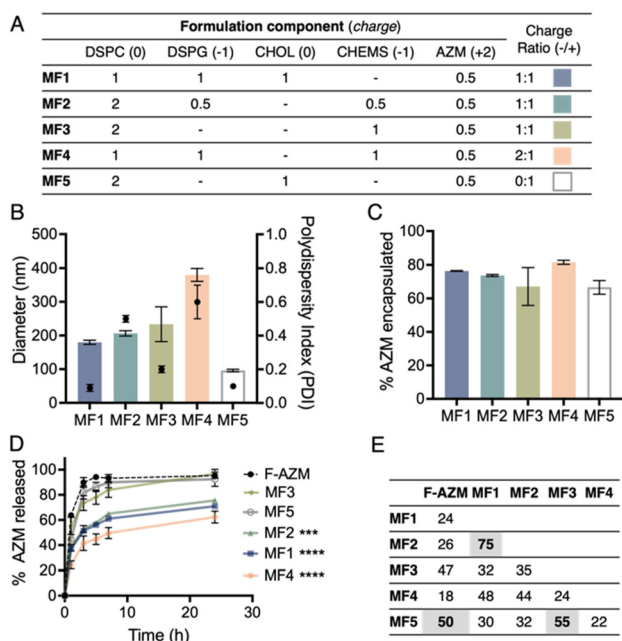 A
Formulation component (charge)
Charge
Ratio (-/+)
DSPC (0) DSPG (-1) CHOL (0) CHEMS (-1) AZM (+2)
MF1 1 1 1 - 0.5 1:1
MF2 2 0.5 - 0.5 0.5 1:1
MF3 2 - - 1 0.5 1:1
MF4 1 1 - 1 0.5 2:1
MF5 2 - 1 - 0.5 0:1
B
Diameter (nm)
500
400
300
200
100
0
1.0
0.8
0.6
0.4
0.2
0.0
Polydispersity Index (PDI)
MF1 MF2 MF3 MF4 MF5
C
% AZM encapsulated
100
80
60
40
20
0
MF1 MF2 MF3 MF4 MF5
D
% AZM released
100
80
60
40
20
0
0 10 20 30
Time (h)
F-AZM
MF3
MF5
MF2 ***
MF1 ****
MF4 ****
E
F-AZM MF1 MF2 MF3 MF4
MF1 24
MF2 26 75
MF3 47 32 35
MF4 18 48 44 24
MF5 50 30 32 55 22